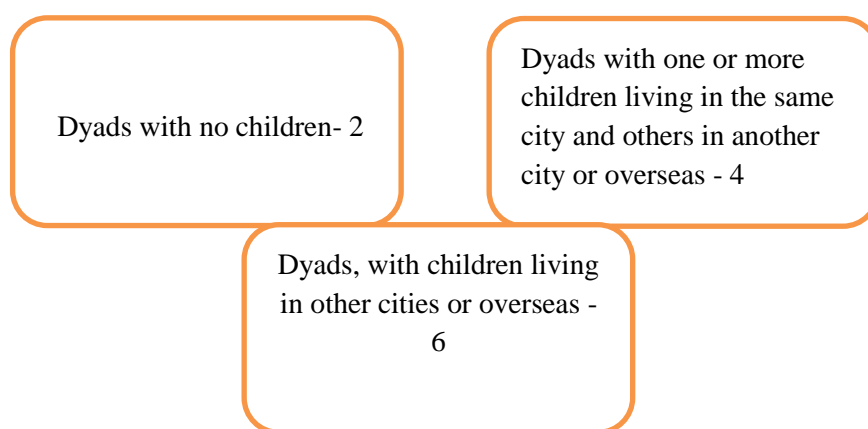 Dyads with no children- 2
Dyads with one or more
children living in the same
city and others in another
city or overseas - 4
Dyads, with children living
in other cities or overseas -
6